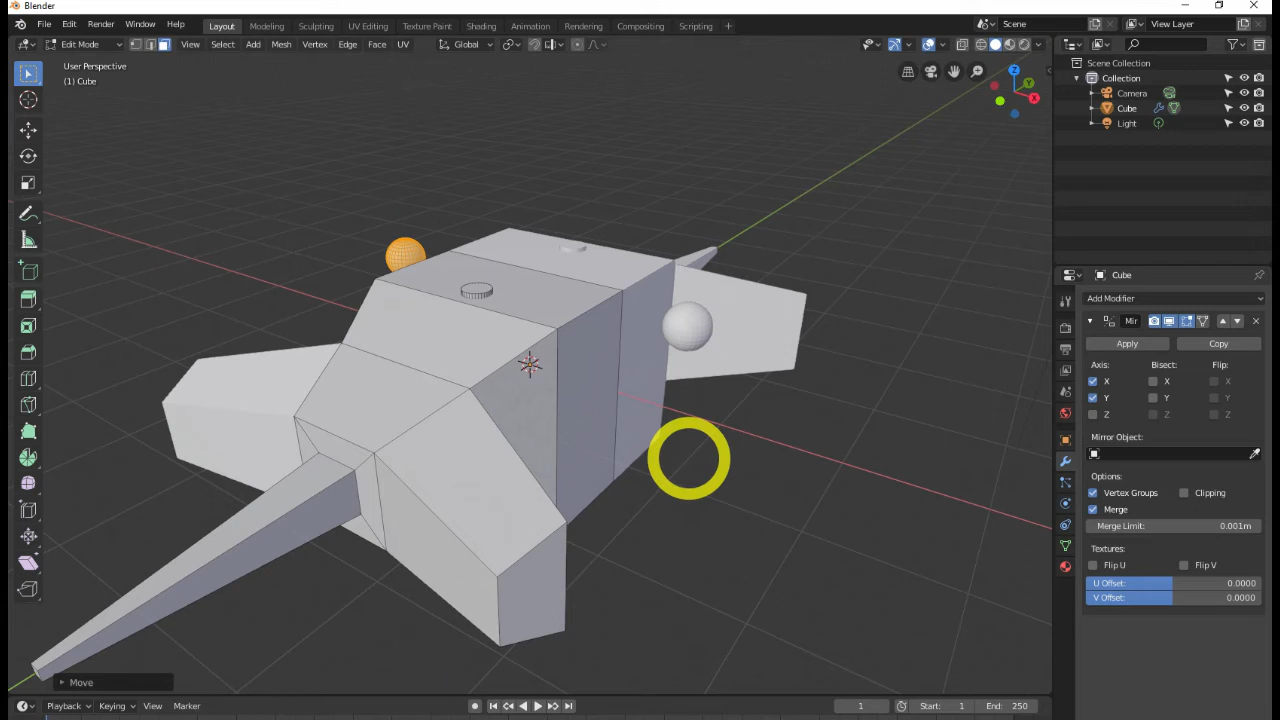 Blender
File Edit Render Window Help Layout Modeling Sculpting UV Editing Texture Paint Shading Animation Rendering Compositing Scripting + Scene View Layer
Edit Mode View Select Add Mesh Vertex Edge Face UV Global
User Perspective
(1) Cube
Z
Y
X
Scene Collection
Collection
Camera
Cube
Light
Cube
Add Modifier
Mir
Apply Copy
Axis: Bisect: Flip:
X X X
Y Y Y
Z Z Z
Mirror Object:
Options:
Vertex Groups Clipping
Merge
Merge Limit: 0.001m
Textures:
Flip U Flip V
U Offset: 0.0000
V Offset: 0.0000
Move
Playback Keying View Marker 1 Start: 1 End: 250